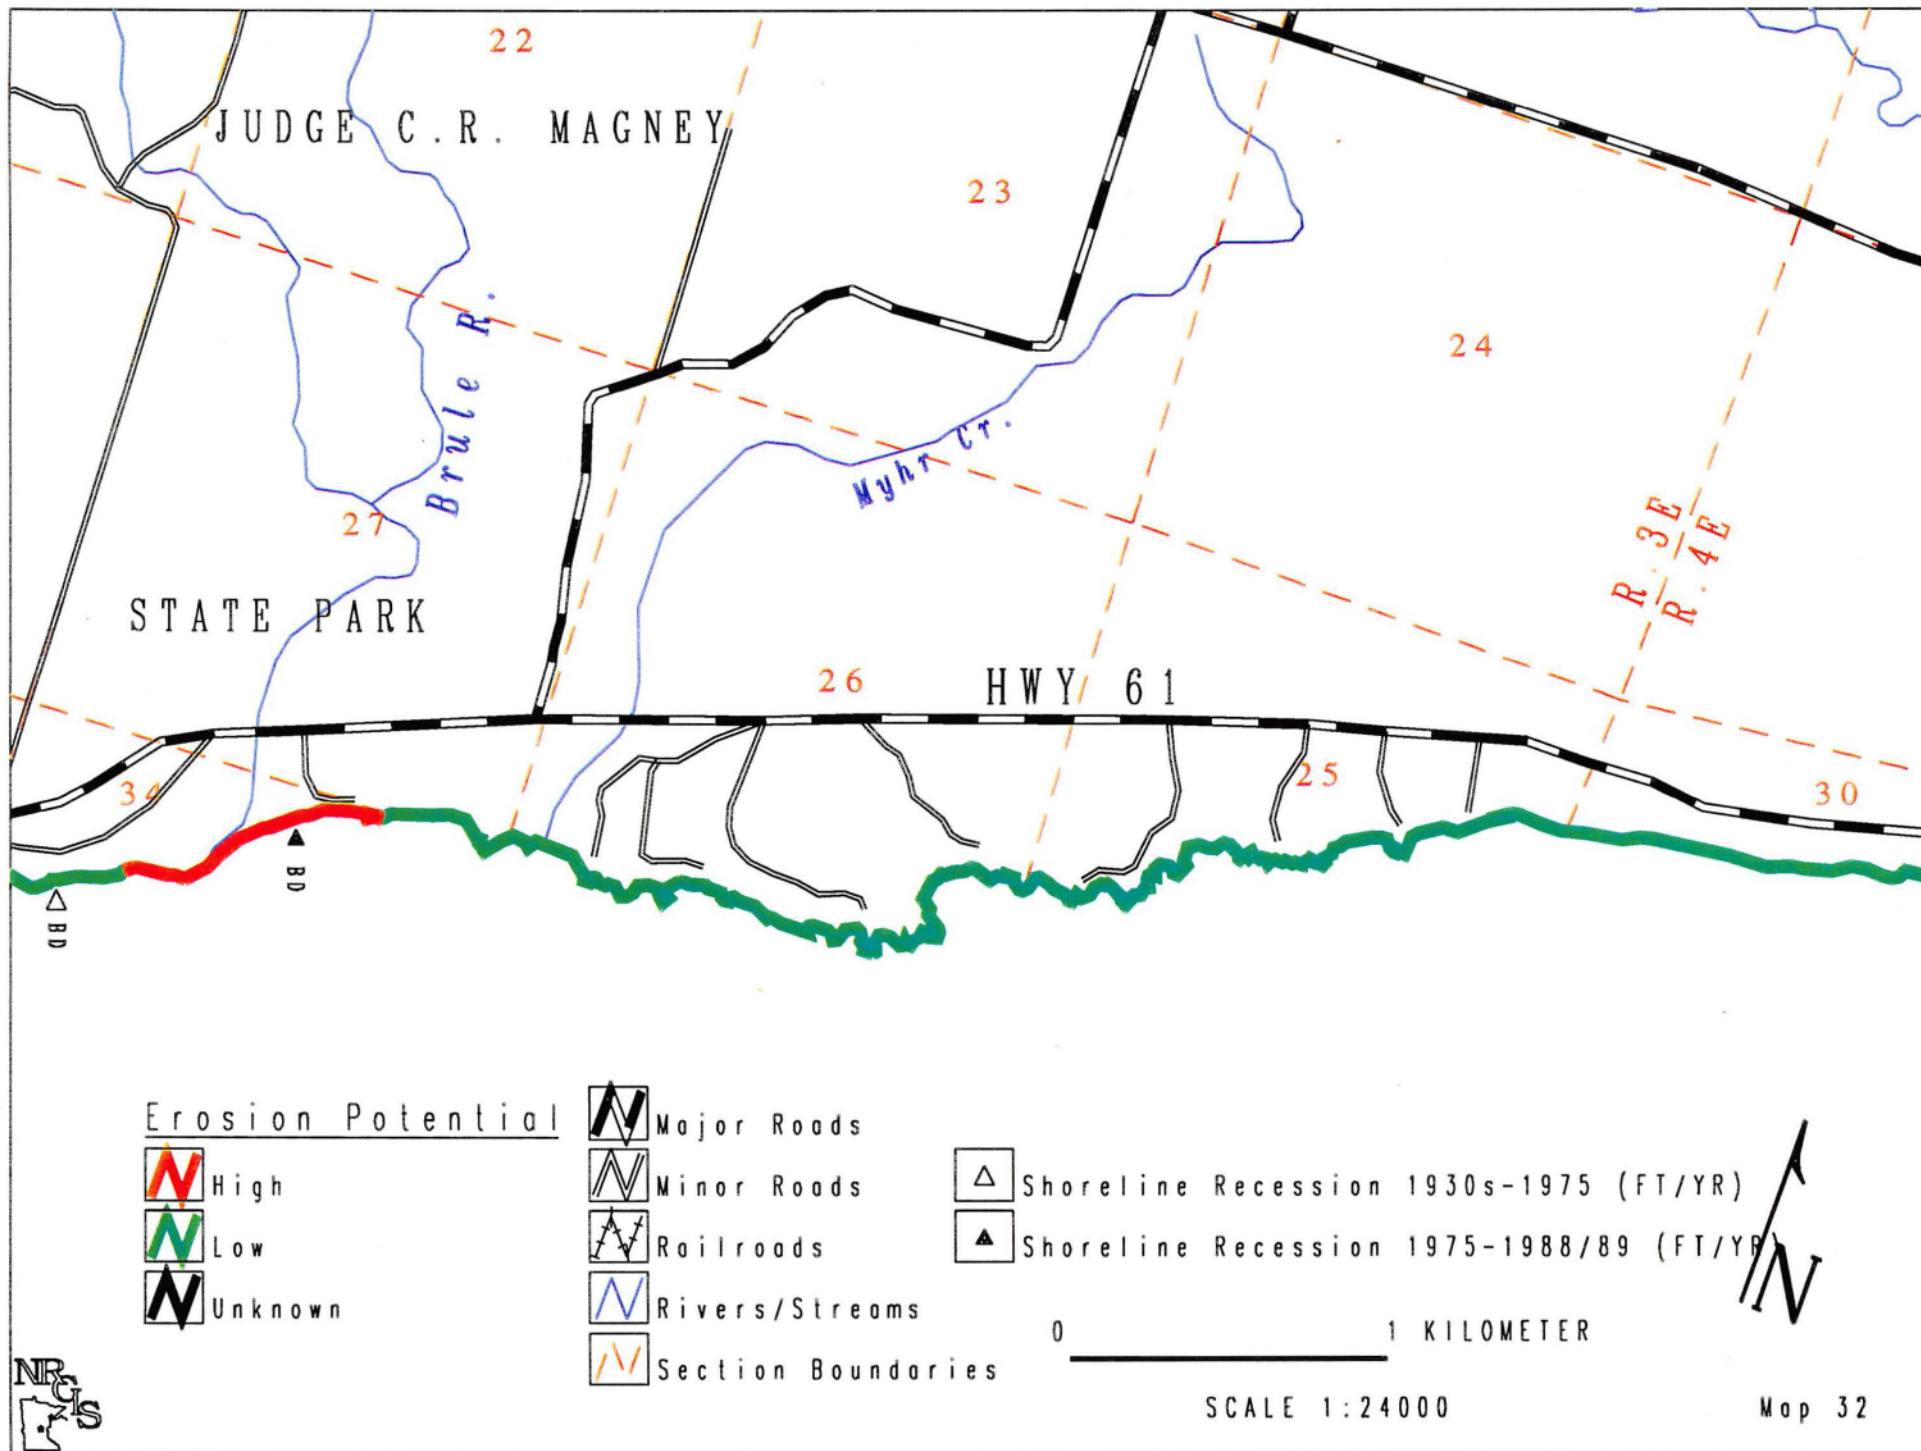 22
JUDGE C.R. MAGNEY
23
24
Brule R.
Myhr Cr.
27
R. 3E
R. 4E
STATE PARK
26
HWY 61
34
25
30
BD
BD
Erosion Potential
High
Low
Unknown
Major Roads
Minor Roads
Railroads
Rivers/Streams
Section Boundaries
Shoreline Recession 1930s-1975 (FT/YR)
Shoreline Recession 1975-1988/89 (FT/YR
N
0 1 KILOMETER
SCALE 1:24000
Map 32
NRGIS